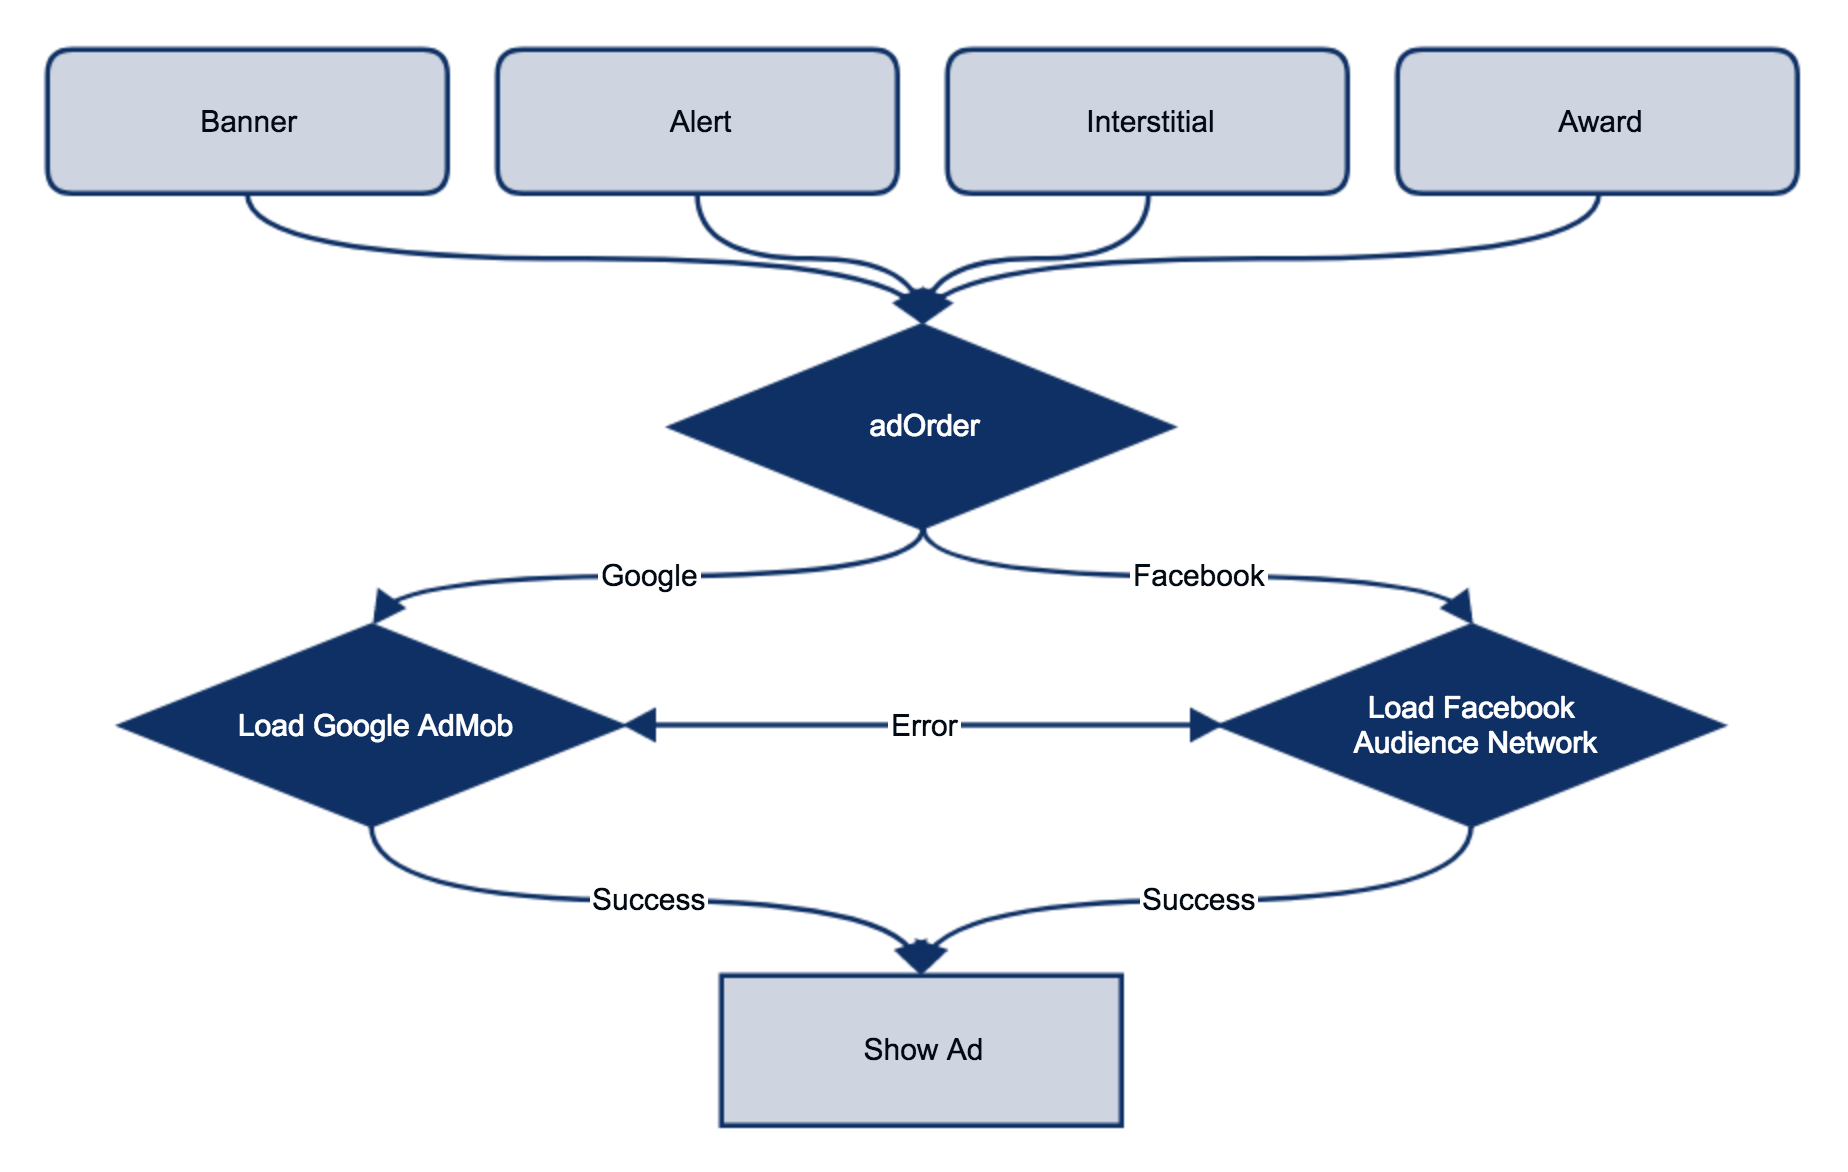 Banner
Alert
Interstitial
Award
adOrder
Google
Facebook
Load Google AdMob
Error
Load Facebook
Audience Network
Success
Success
Show Ad